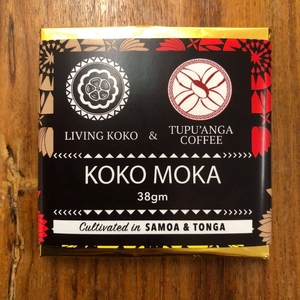 LIVING KOKO & TUPU'ANGA
COFFEE
KOKO MOKA
38gm
Cultivated in SAMOA & TONGA